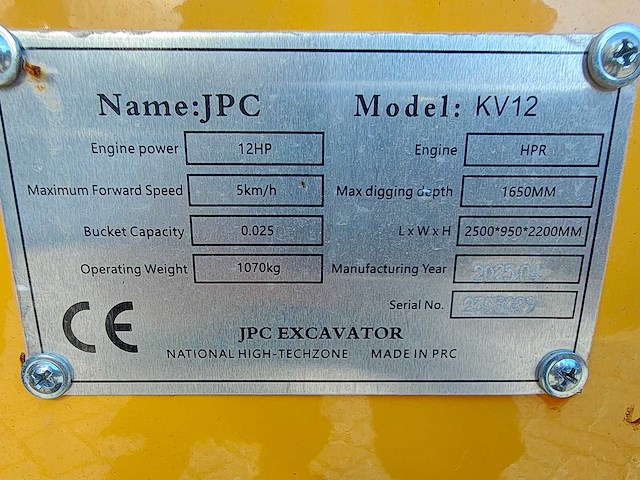 Name:JPC Model: KV12
Engine power 12HP Engine HPR
Maximum Forward Speed 5km/h Max digging depth 1650MM
Bucket Capacity 0.025 L x W x H 2500*950*2200MM
Operating Weight 1070kg Manufacturing Year
Serial No.
CE
JPC EXCAVATOR
NATIONAL HIGH-TECHZONE MADE IN PRC